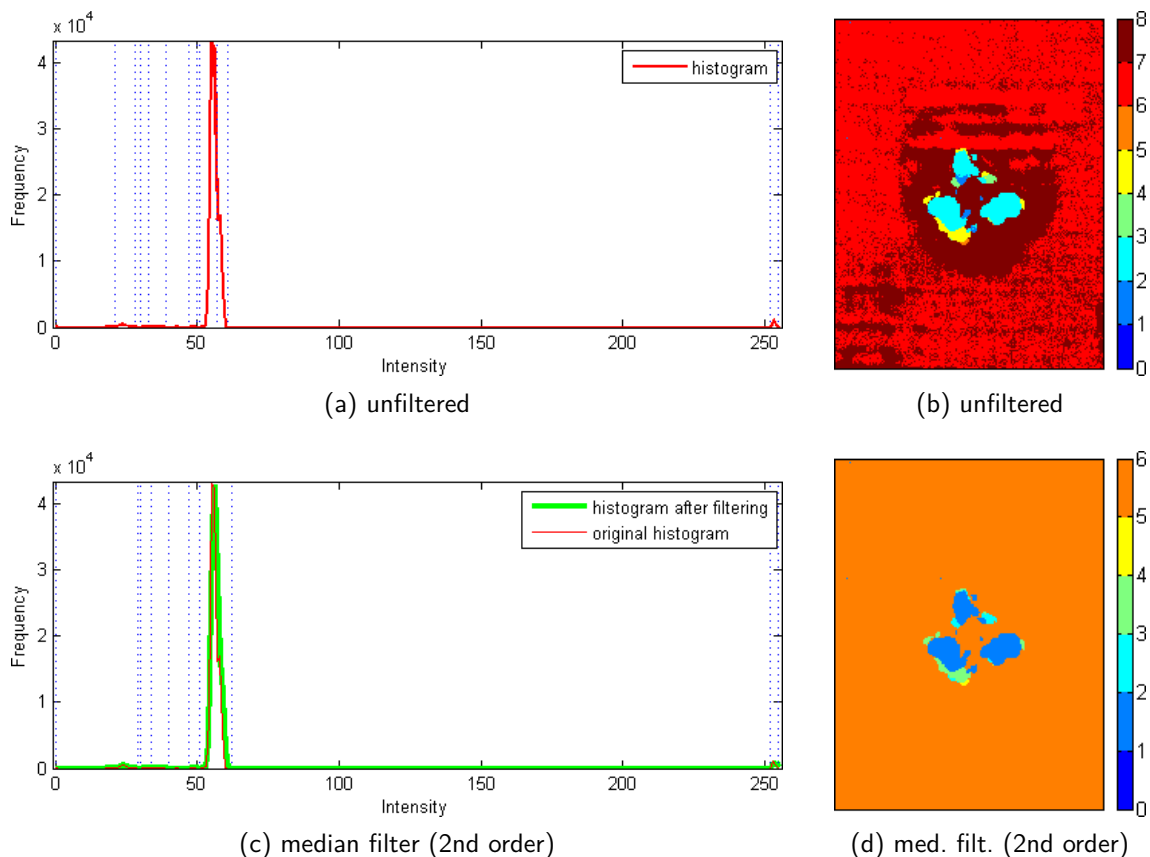 x 10^4
4
3
2
1
0
Frequency
histogram
0 50 100 150 200 250
Intensity
(a) unfiltered
8
7
6
5
4
3
2
1
0
(b) unfiltered
x 10^4
4
3
2
1
0
Frequency
histogram after filtering
original histogram
0 50 100 150 200 250
Intensity
(c) median filter (2nd order)
6
5
4
3
2
1
0
(d) med. filt. (2nd order)